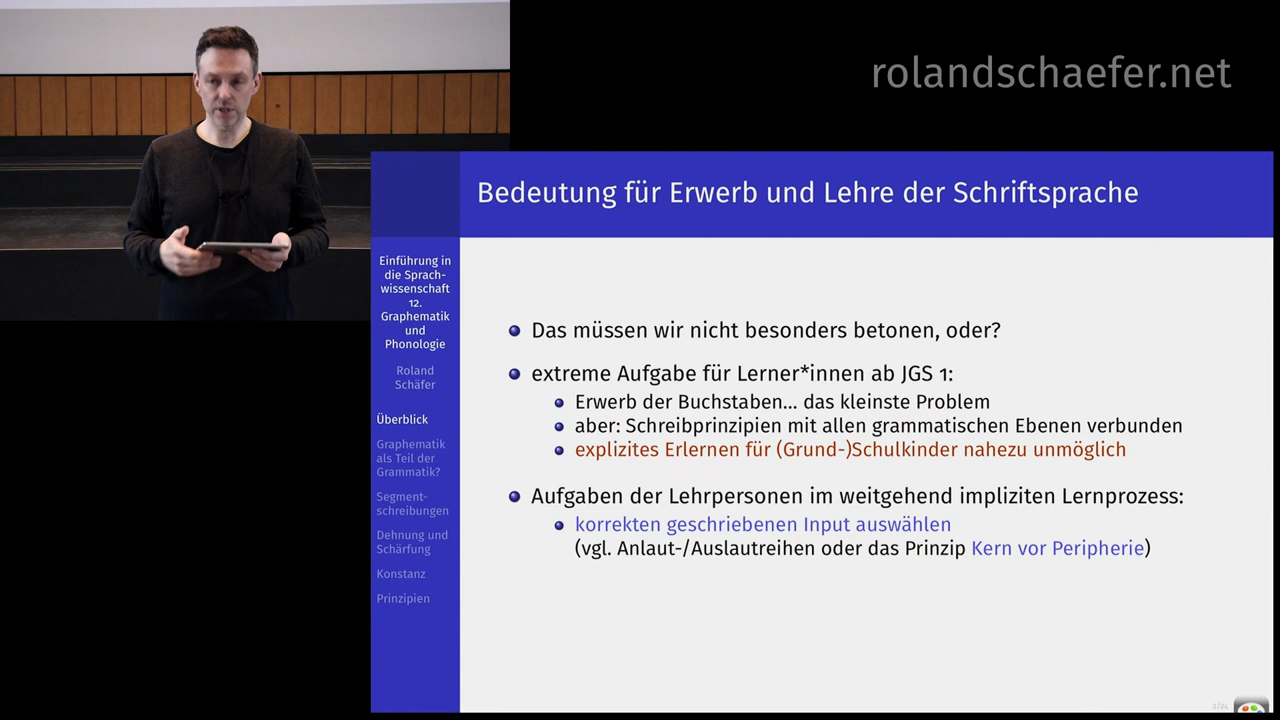 rolandschaefer.net
Bedeutung für Erwerb und Lehre der Schriftsprache
Einführung in
die Sprach-
wissenschaft
12.
Graphematik
und
Phonologie
Roland
Schäfer
Überblick
Graphematik
als Teil der
Grammatik?
Segment-
schreibungen
Dehnung und
Schärfung
Konstanz
Prinzipien
Das müssen wir nicht besonders betonen, oder?
extreme Aufgabe für Lerner*innen ab JGS 1:
Erwerb der Buchstaben... das kleinste Problem
aber: Schreibprinzipien mit allen grammatischen Ebenen verbunden
explizites Erlernen für (Grund-)Schulkinder nahezu unmöglich
Aufgaben der Lehrpersonen im weitgehend impliziten Lernprozess:
korrekten geschriebenen Input auswählen
(vgl. Anlaut-/Auslautreihen oder das Prinzip Kern vor Peripherie)